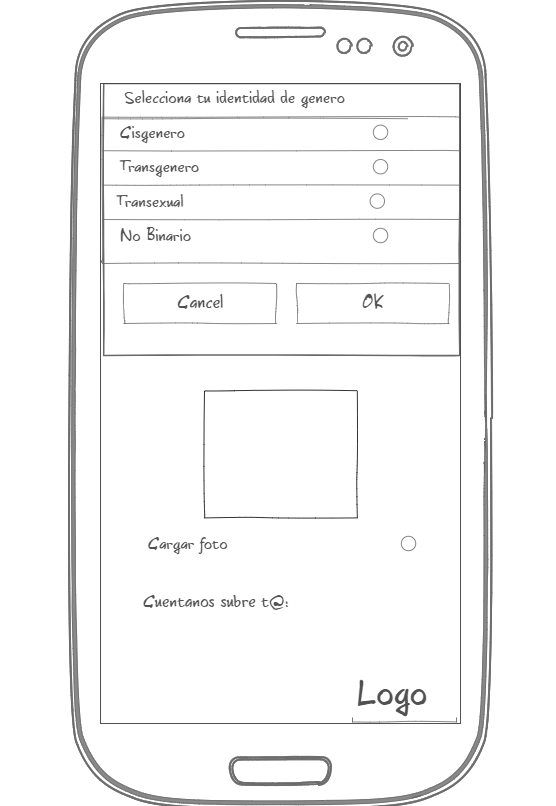 Selecciona tu identidad de genero
Cisgenero
Transgenero
Transexual
No Binario
Cancel
OK
Cargar foto
Cuentanos subre t@:
Logo